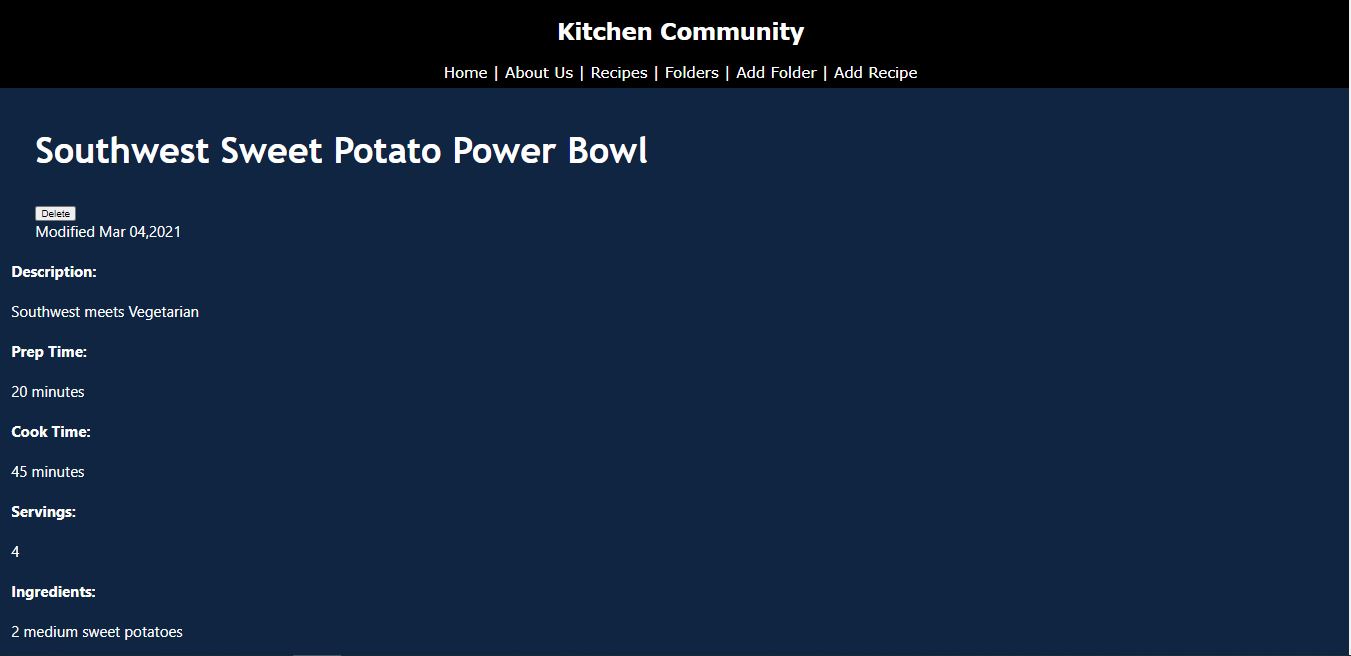 Kitchen Community
Home | About Us | Recipes | Folders | Add Folder | Add Recipe
Southwest Sweet Potato Power Bowl
Delete
Modified Mar 04,2021
Description:
Southwest meets Vegetarian
Prep Time:
20 minutes
Cook Time:
45 minutes
Servings:
4
Ingredients:
2 medium sweet potatoes